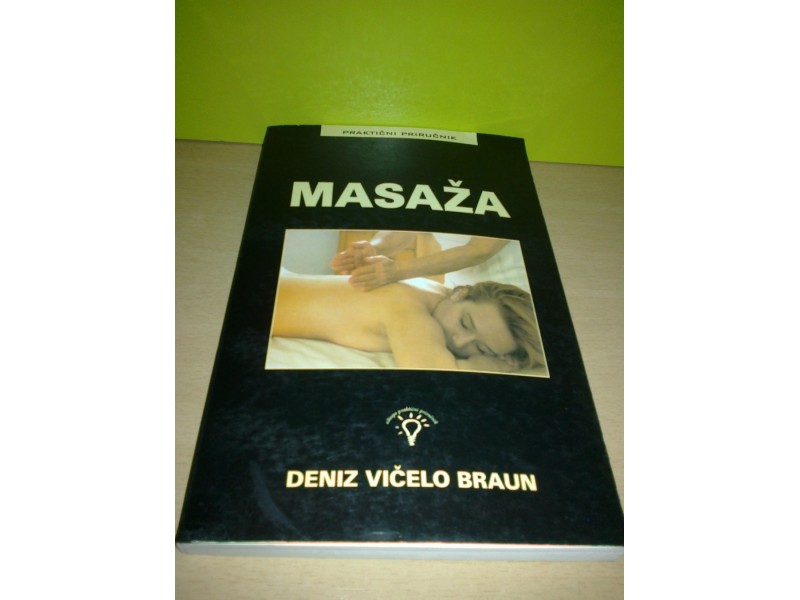 PRAKTIČNI PRIRUČNIK
MASAŽA
DENIZ VIČELO BRAUN